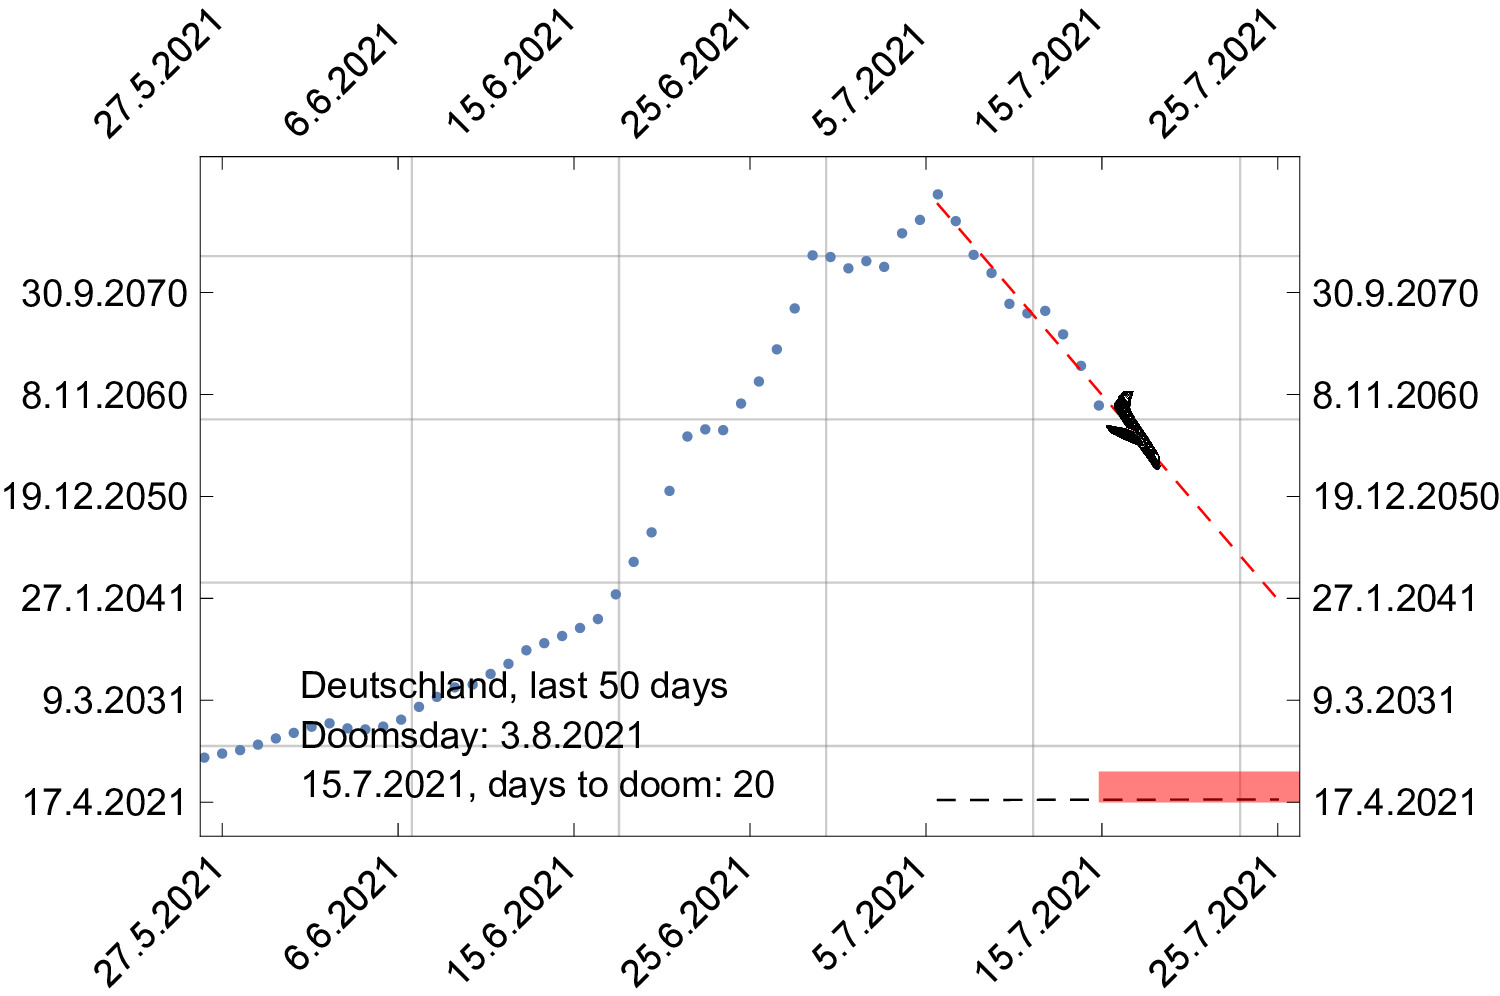 27.5.2021 6.6.2021 15.6.2021 25.6.2021 5.7.2021 15.7.2021 25.7.2021
30.9.2070 30.9.2070
8.11.2060 8.11.2060
19.12.2050 19.12.2050
27.1.2041 27.1.2041
9.3.2031 9.3.2031
17.4.2021 17.4.2021
Deutschland, last 50 days
Doomsday: 3.8.2021
15.7.2021, days to doom: 20
27.5.2021 6.6.2021 15.6.2021 25.6.2021 5.7.2021 15.7.2021 25.7.2021